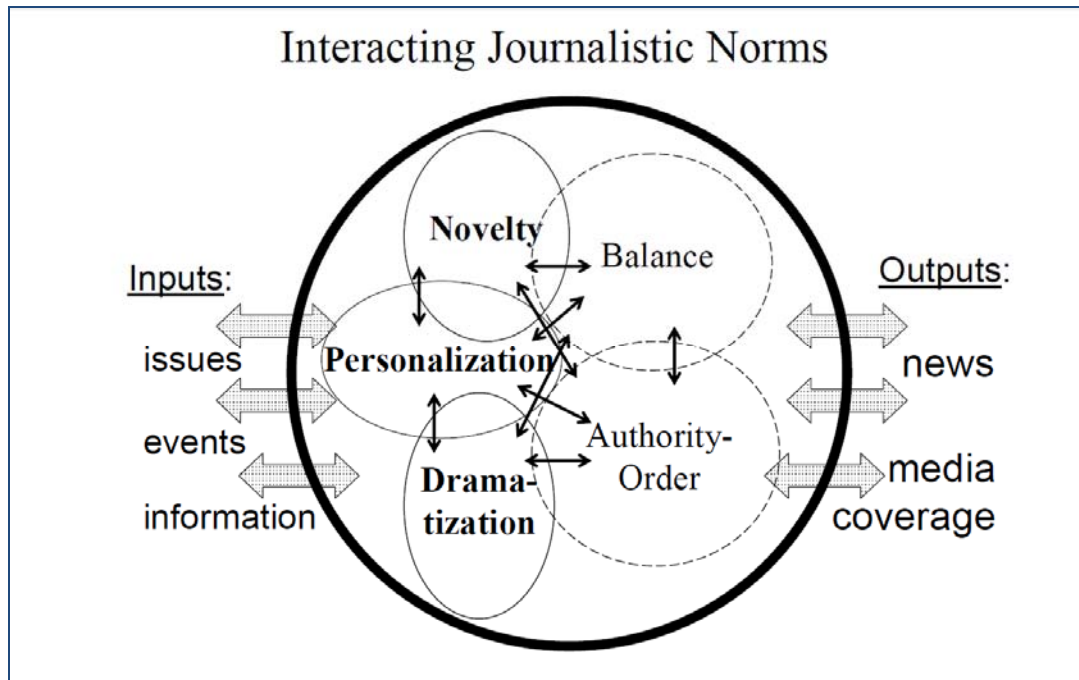 Interacting Journalistic Norms
Inputs:
issues
events
information
Novelty
Balance
Personalization
Authority-
Order
Drama-
tization
Outputs:
news
media
coverage